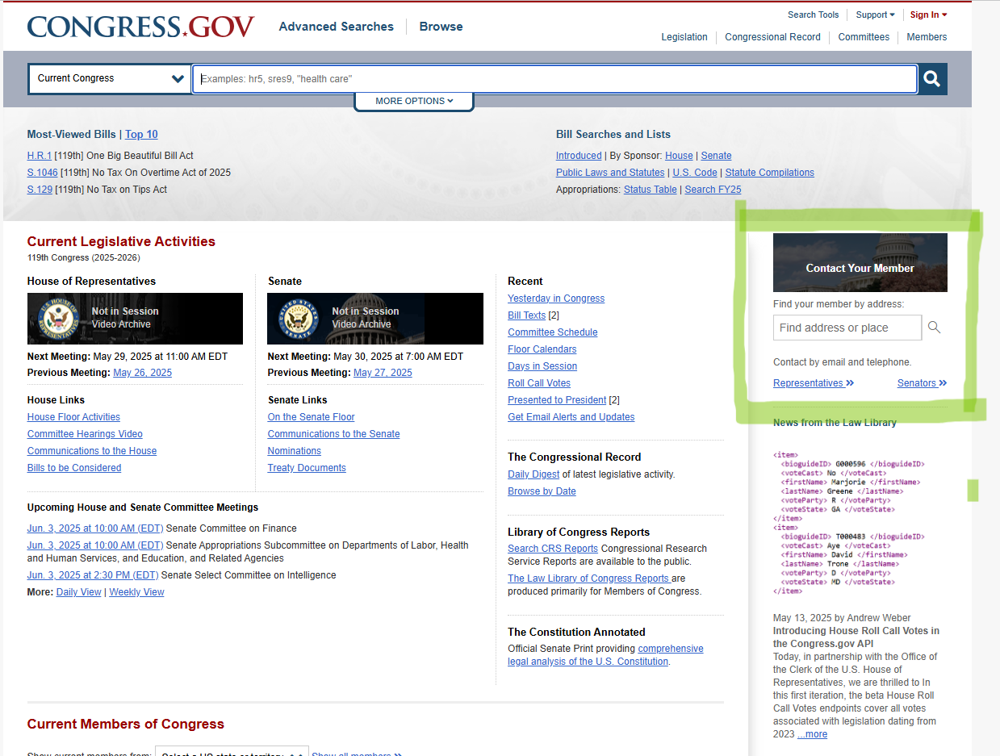 CONGRESS.GOV
Advanced Searches
Browse
Search Tools
Support
Sign In
Legislation
Congressional Record
Committees
Members
Current Congress
Examples: hr5, sres9, "health care"
MORE OPTIONS
Most-Viewed Bills | Top 10
H.R.1 [119th] One Big Beautiful Bill Act
S.1046 [119th] No Tax On Overtime Act of 2025
S.129 [119th] No Tax on Tips Act
Bill Searches and Lists
Introduced | By Sponsor: House | Senate
Public Laws and Statutes | U.S. Code | Statute Compilations
Appropriations: Status Table | Search FY25
Current Legislative Activities
119th Congress (2025-2026)
House of Representatives
Not in Session
Video Archive
Next Meeting: May 29, 2025 at 11:00 AM EDT
Previous Meeting: May 26, 2025
House Links
House Floor Activities
Committee Hearings Video
Communications to the House
Bills to be Considered
Senate
Not in Session
Video Archive
Next Meeting: May 30, 2025 at 7:00 AM EDT
Previous Meeting: May 27, 2025
Senate Links
On the Senate Floor
Communications to the Senate
Nominations
Treaty Documents
Upcoming House and Senate Committee Meetings
Jun. 3, 2025 at 10:00 AM (EDT) Senate Committee on Finance
Jun. 3, 2025 at 10:00 AM (EDT) Senate Appropriations Subcommittee on Departments of Labor, Health
and Human Services, and Education, and Related Agencies
Jun. 3, 2025 at 2:30 PM (EDT) Senate Select Committee on Intelligence
More: Daily View | Weekly View
Recent
Yesterday in Congress
Bill Texts [2]
Committee Schedule
Floor Calendars
Days in Session
Roll Call Votes
Presented to President [2]
Get Email Alerts and Updates
The Congressional Record
Daily Digest of latest legislative activity.
Browse by Date
Library of Congress Reports
Search CRS Reports Congressional Research
Service Reports are available to the public.
The Law Library of Congress Reports are
produced primarily for Members of Congress.
The Constitution Annotated
Official Senate Print providing comprehensive
legal analysis of the U.S. Constitution.
Contact Your Member
Find your member by address:
Find address or place
Contact by email and telephone.
Representatives »
Senators »
News from the Law Library
<item>
<bioguideID> G000596 </bioguideID>
<voteCast> No </voteCast>
<firstName> Marjorie </firstName>
<lastName> Greene </lastName>
<voteParty> R </voteParty>
<voteState> GA </voteState>
</item>
<item>
<bioguideID> T000483 </bioguideID>
<voteCast> Aye </voteCast>
<firstName> David </firstName>
<lastName> Trone </lastName>
<voteParty> D </voteParty>
<voteState> MD </voteState>
</item>
May 13, 2025 by Andrew Weber
Introducing House Roll Call Votes in
the Congress.gov API
Today, in partnership with the Office of
the Clerk of the U.S. House of
Representatives, we are thrilled to In
this first iteration, the beta House Roll
Call Votes endpoints cover all votes
associated with legislation dating from
2023 ...more
Current Members of Congress
Show current members from: Select a US state or territory Show all members »